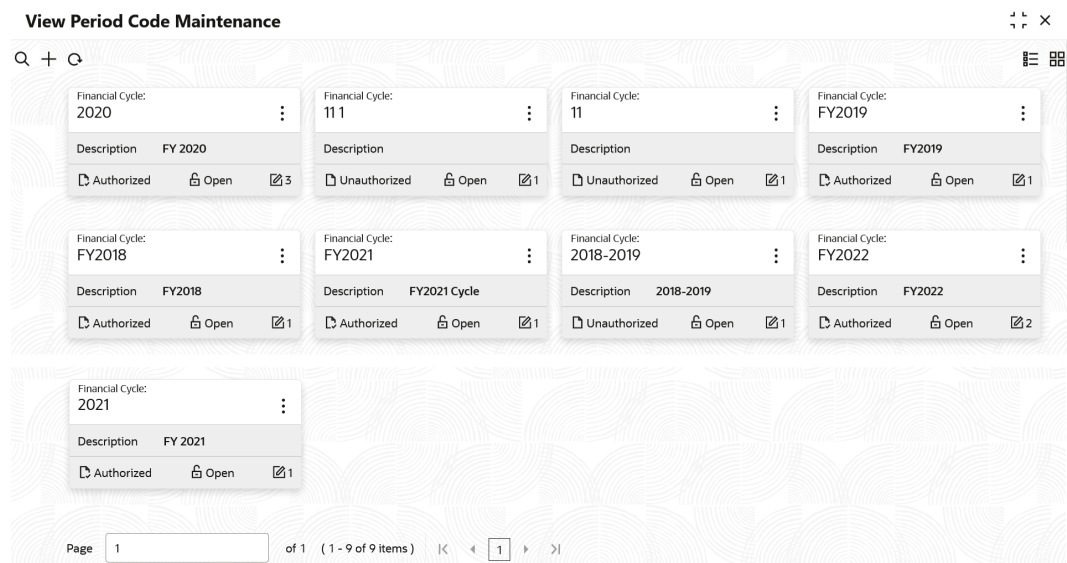 View Period Code Maintenance
Financial Cycle: Financial Cycle: Financial Cycle: Financial Cycle:
2020 11 1 11 FY2019
Description FY 2020 Description Description Description FY2019
Authorized Open 3 Unauthorized Open 1 Unauthorized Open 1 Authorized Open 1
Financial Cycle: Financial Cycle: Financial Cycle: Financial Cycle:
FY2018 FY2021 2018-2019 FY2022
Description FY2018 Description FY2021 Cycle Description 2018-2019 Description FY2022
Authorized Open 1 Authorized Open 1 Unauthorized Open 1 Authorized Open 2
Financial Cycle:
2021
Description FY 2021
Authorized Open 1
Page 1 of 1 ( 1 - 9 of 9 items ) 1